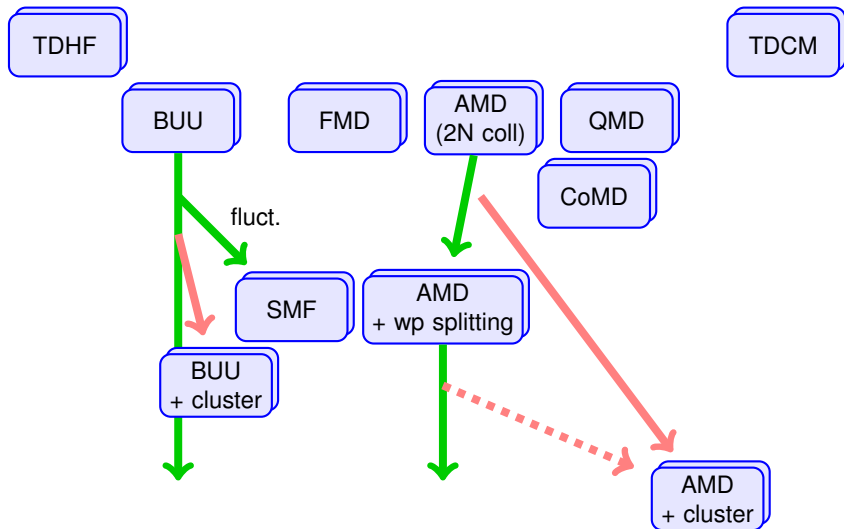 TDHF
TDCM
BUU
FMD
AMD
(2N coll)
QMD
CoMD
fluct.
SMF
AMD
+ wp splitting
BUU
+ cluster
AMD
+ cluster